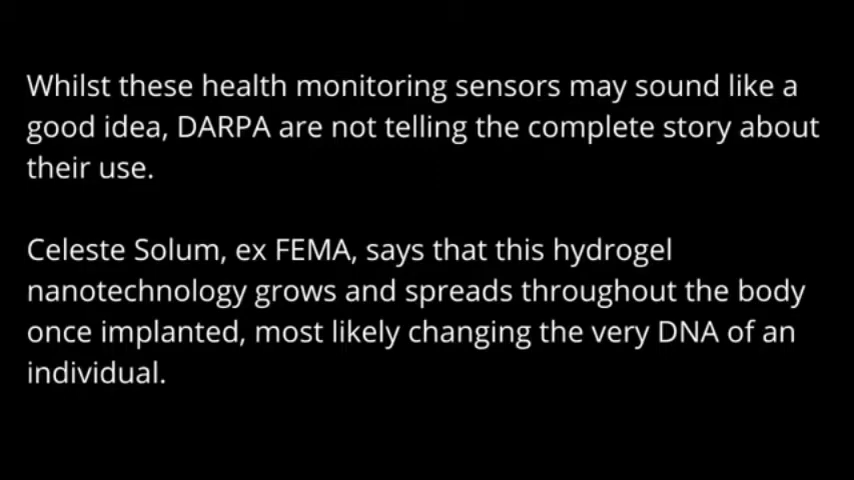 Whilst these health monitoring sensors may sound like a
good idea, DARPA are not telling the complete story about
their use.
Celeste Solum, ex FEMA, says that this hydrogel
nanotechnology grows and spreads throughout the body
once implanted, most likely changing the very DNA of an
individual.